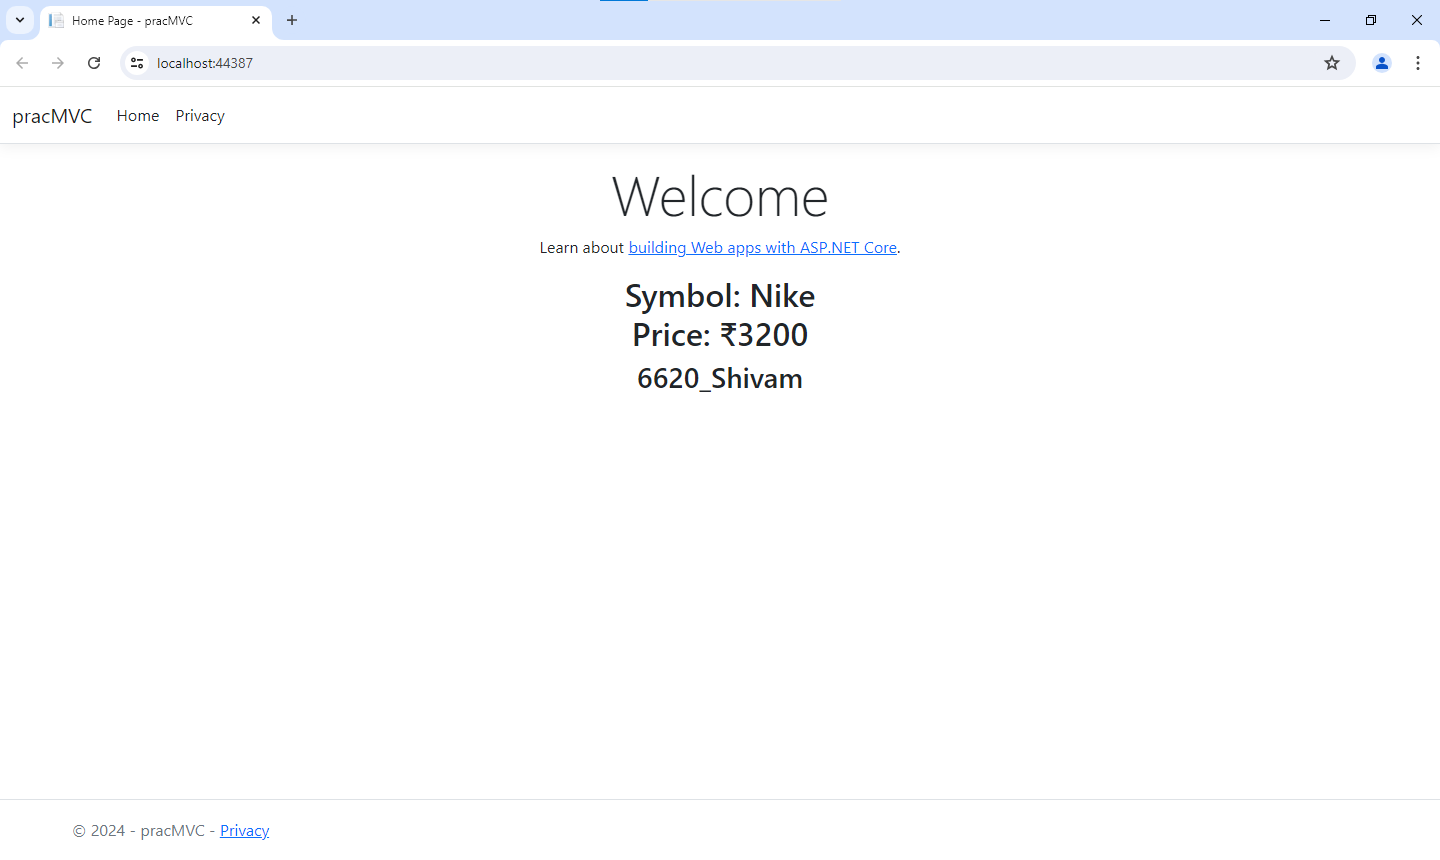 Home Page - pracMVC
localhost:44387
pracMVC Home Privacy
Welcome
Learn about building Web apps with ASP.NET Core.
Symbol: Nike
Price: ₹3200
6620_Shivam
© 2024 - pracMVC - Privacy